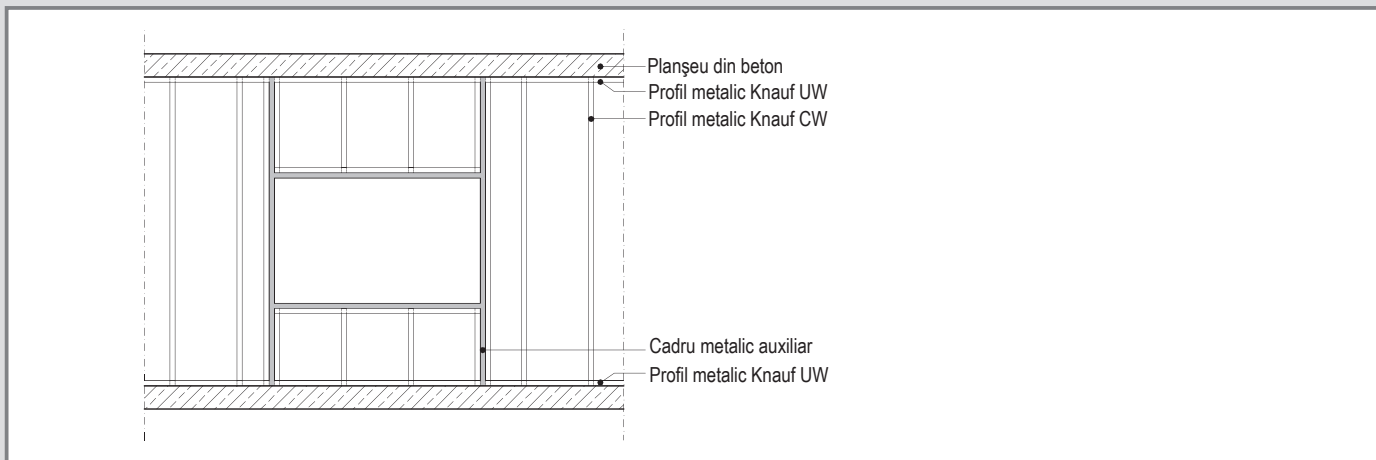 Planşeu din beton
Profil metalic Knauf UW
Profil metalic Knauf CW
Cadru metalic auxiliar
Profil metalic Knauf UW